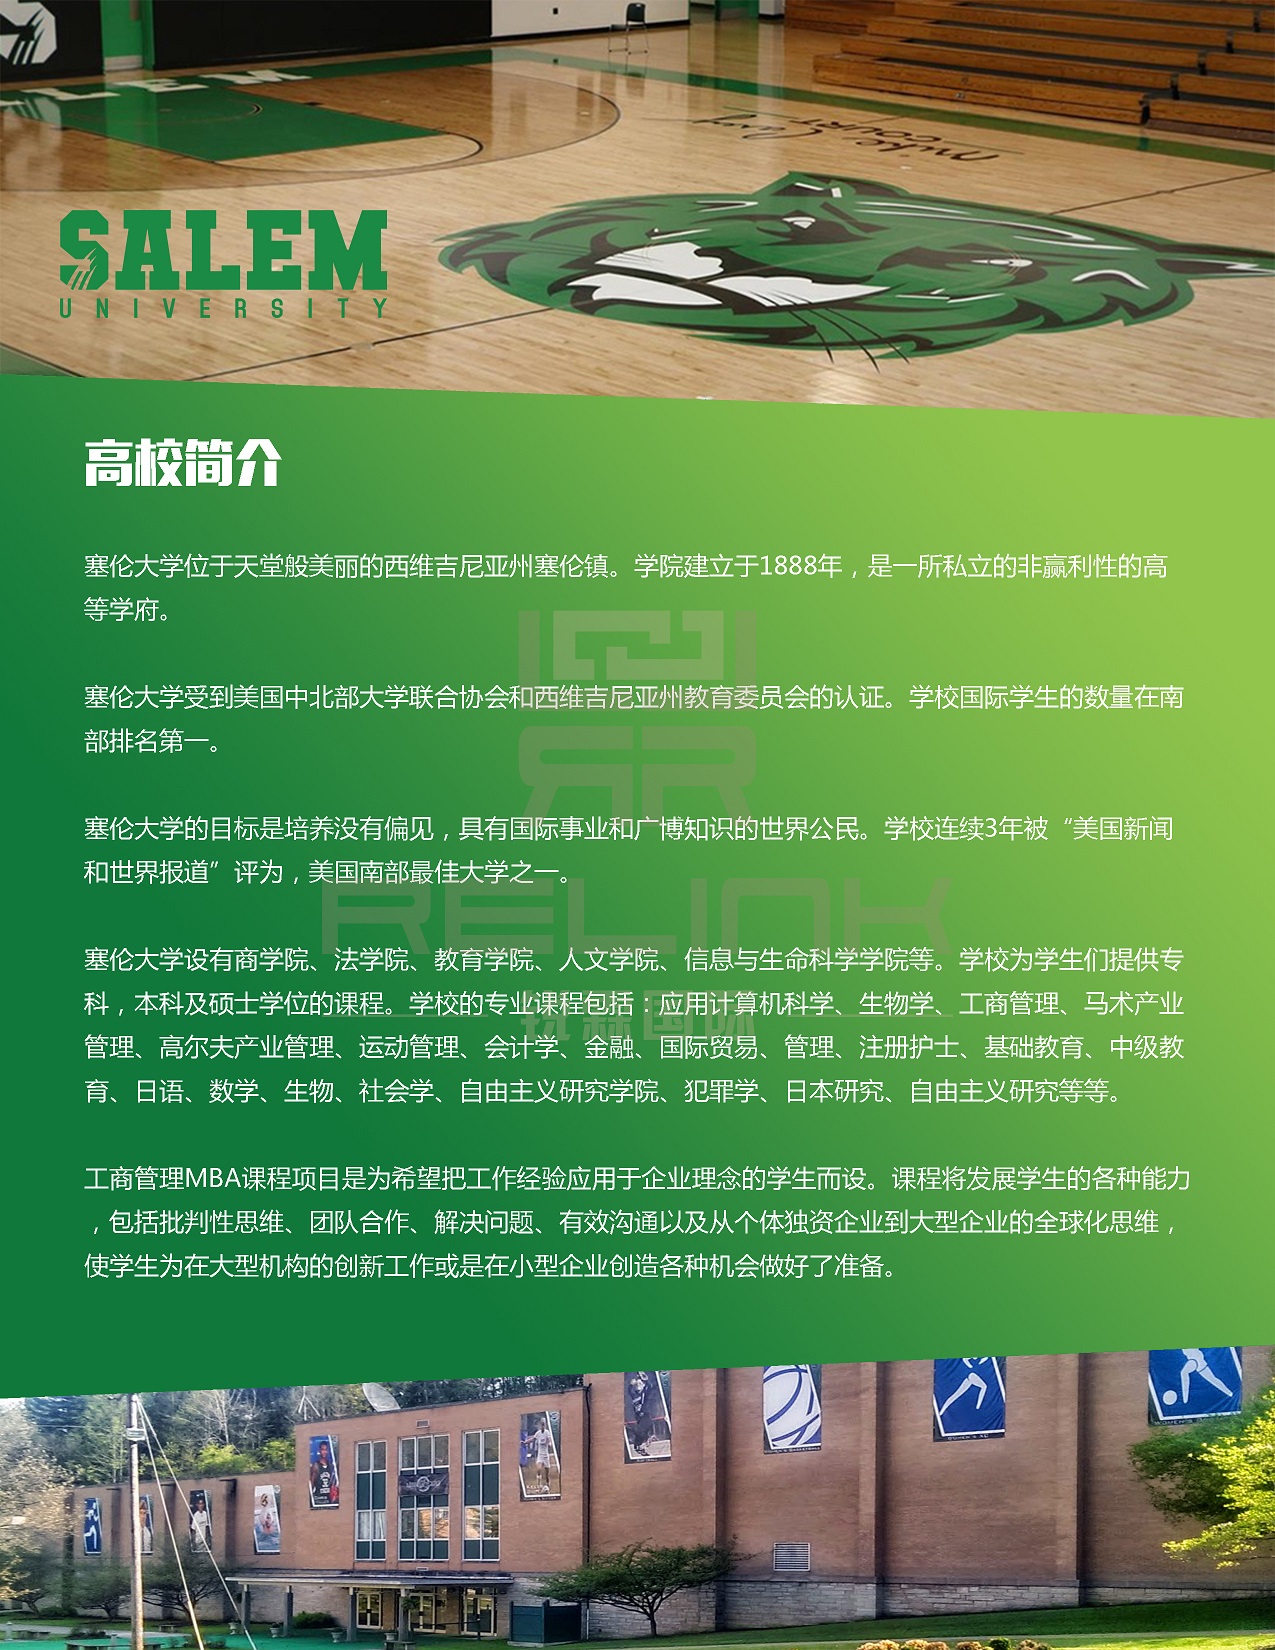 LEM
mike carey court
SALEM
UNIVERSITY
高校简介
塞伦大学位于天堂般美丽的西维吉尼亚州塞伦镇。学院建立于1888年，是一所私立的非赢利性的高
等学府。
塞伦大学受到美国中北部大学联合协会和西维吉尼亚州教育委员会的认证。学校国际学生的数量在南
部排名第一。
塞伦大学的目标是培养没有偏见，具有国际事业和广博知识的世界公民。学校连续3年被“美国新闻
和世界报道”评为，美国南部最佳大学之一。
塞伦大学设有商学院、法学院、教育学院、人文学院、信息与生命科学学院等。学校为学生们提供专
科，本科及硕士学位的课程。学校的专业课程包括：应用计算机科学、生物学、工商管理、马术产业
管理、高尔夫产业管理、运动管理、会计学、金融、国际贸易、管理、注册护士、基础教育、中级教
育、日语、数学、生物、社会学、自由主义研究学院、犯罪学、日本研究、自由主义研究等等。
工商管理MBA课程项目是为希望把工作经验应用于企业理念的学生而设。课程将发展学生的各种能力
，包括批判性思维、团队合作、解决问题、有效沟通以及从个体独资企业到大型企业的全球化思维，
使学生为在大型机构的创新工作或是在小型企业创造各种机会做好了准备。
RELINK
国际